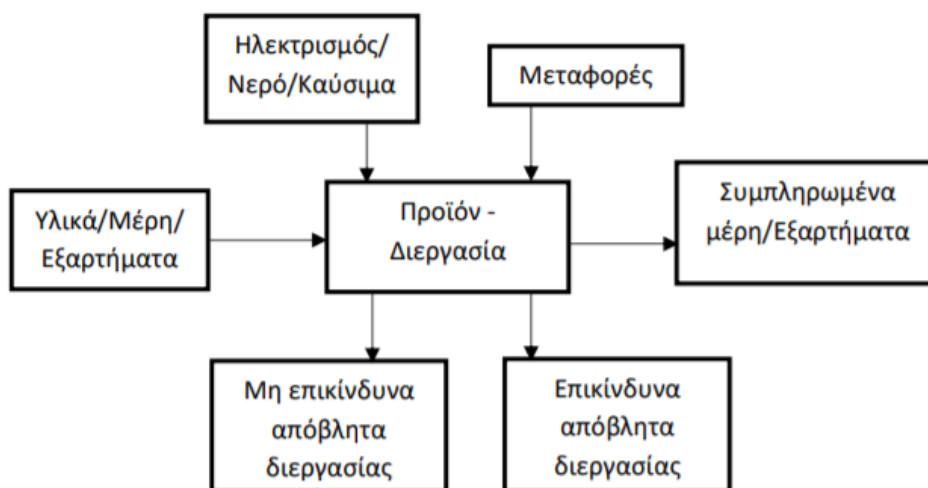 Ηλεκτρισμός/
Νερό/Καύσιμα
Μεταφορές
Υλικά/Μέρη/
Εξαρτήματα
Προϊόν -
Διεργασία
Συμπληρωμένα
μέρη/Εξαρτήματα
Μη επικίνδυνα
απόβλητα
διεργασίας
Επικίνδυνα
απόβλητα
διεργασίας